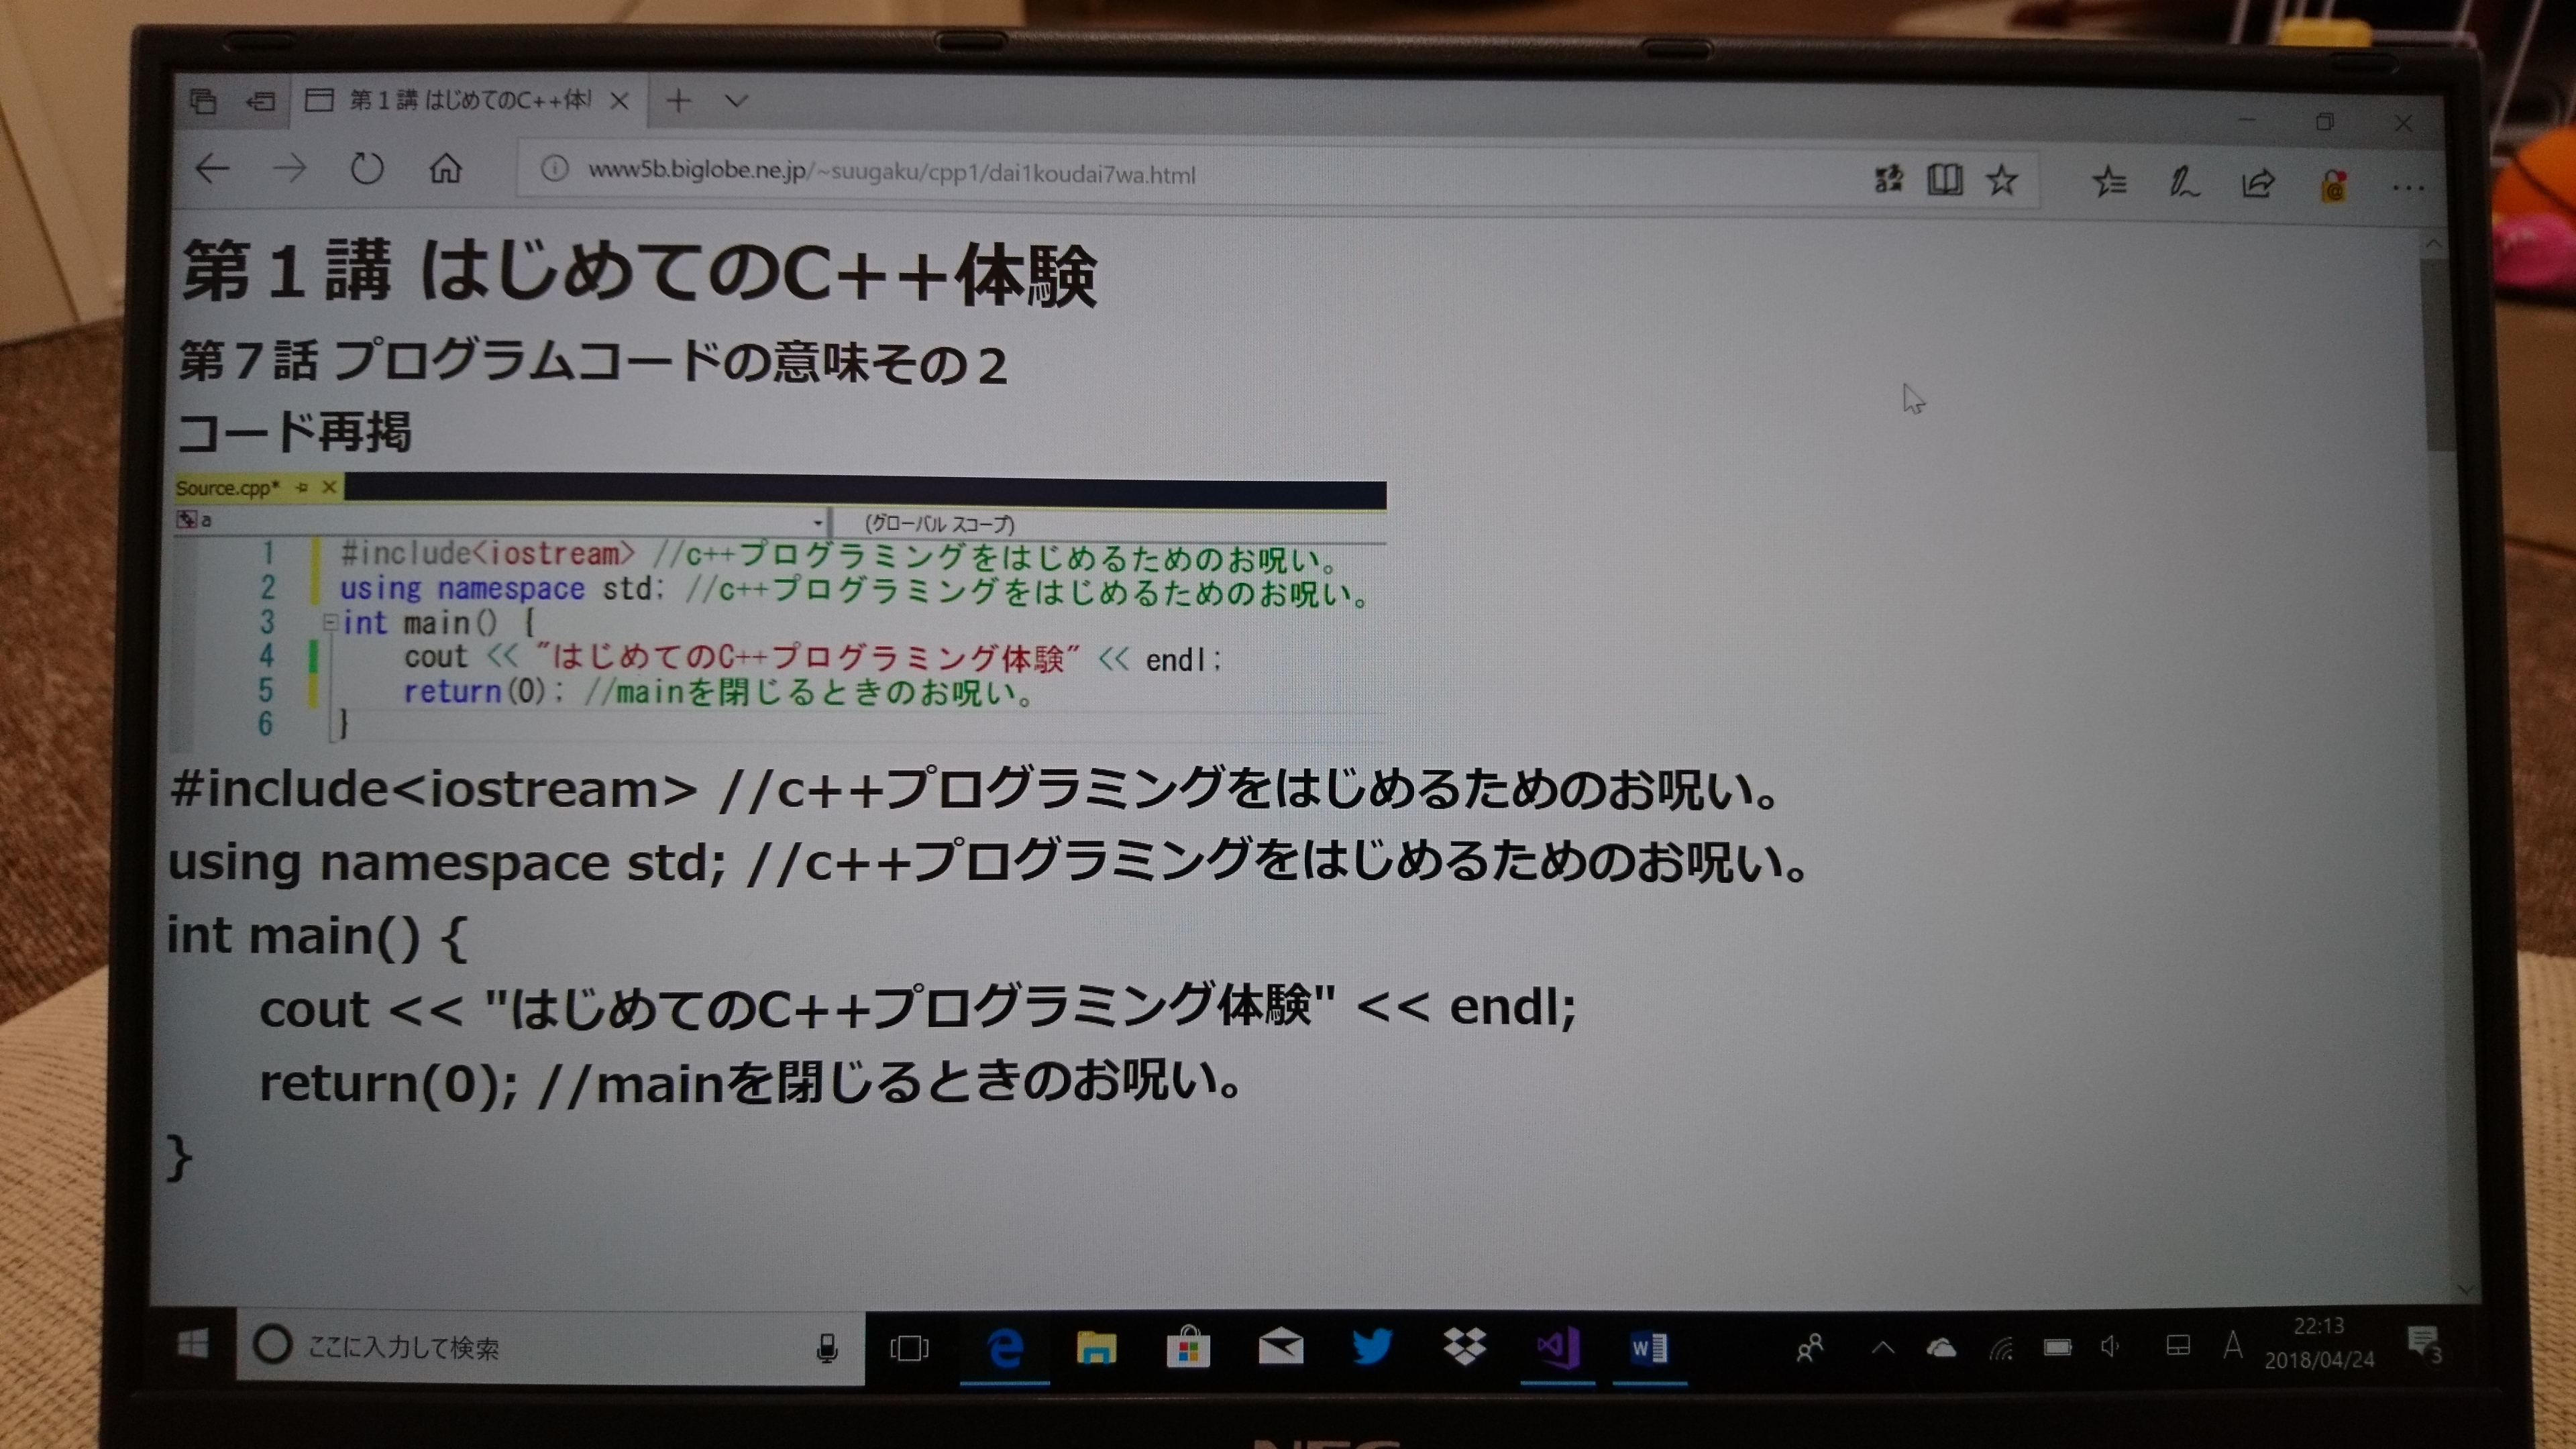 第１講 はじめてのC++体
www5b.biglobe.ne.jp/~suugaku/cpp1/dai1koudai7wa.html
第１講 はじめてのC++体験
第７話 プログラムコードの意味その２
コード再掲
Source.cpp*
a (グローバル スコープ)
1 #include<iostream> //c++プログラミングをはじめるためのお呪い。
2 using namespace std; //c++プログラミングをはじめるためのお呪い。
3 int main() {
4 cout << "はじめてのC++プログラミング体験" << endl;
5 return(0); //mainを閉じるときのお呪い。
6 }
#include<iostream> //c++プログラミングをはじめるためのお呪い。
using namespace std; //c++プログラミングをはじめるためのお呪い。
int main() {
cout << "はじめてのC++プログラミング体験" << endl;
return(0); //mainを閉じるときのお呪い。
}
ここに入力して検索
A
22:13
2018/04/24
3
NEC